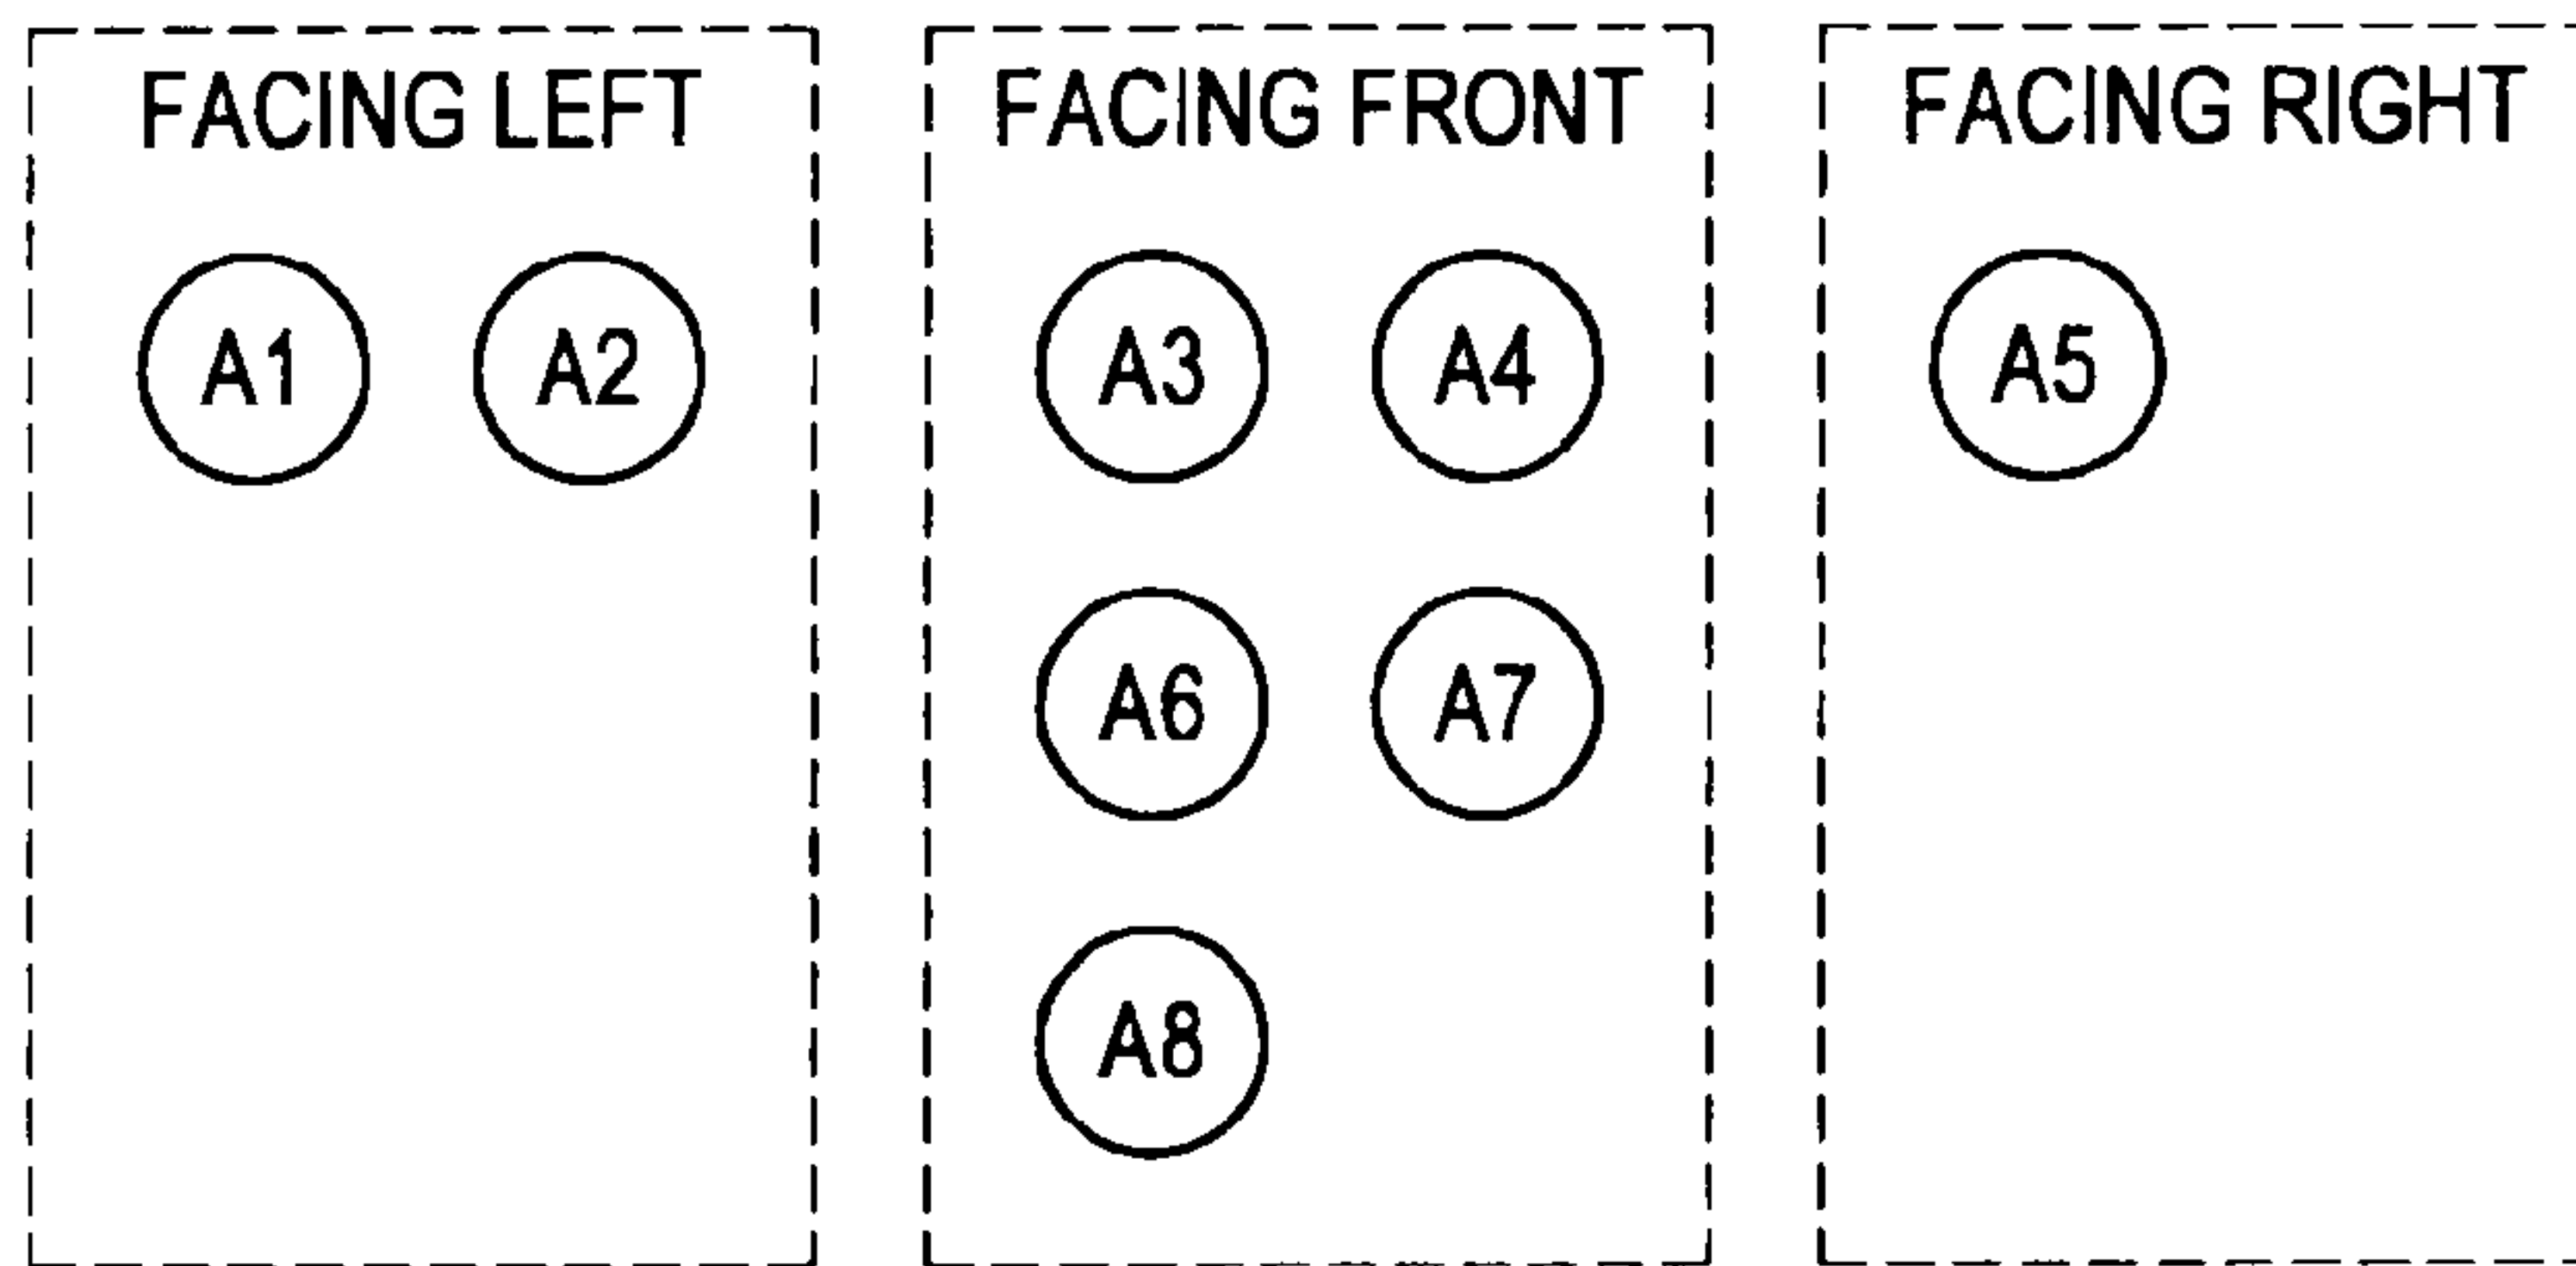 FACING LEFT
A1 A2
FACING FRONT
A3 A4
A6 A7
A8
FACING RIGHT
A5